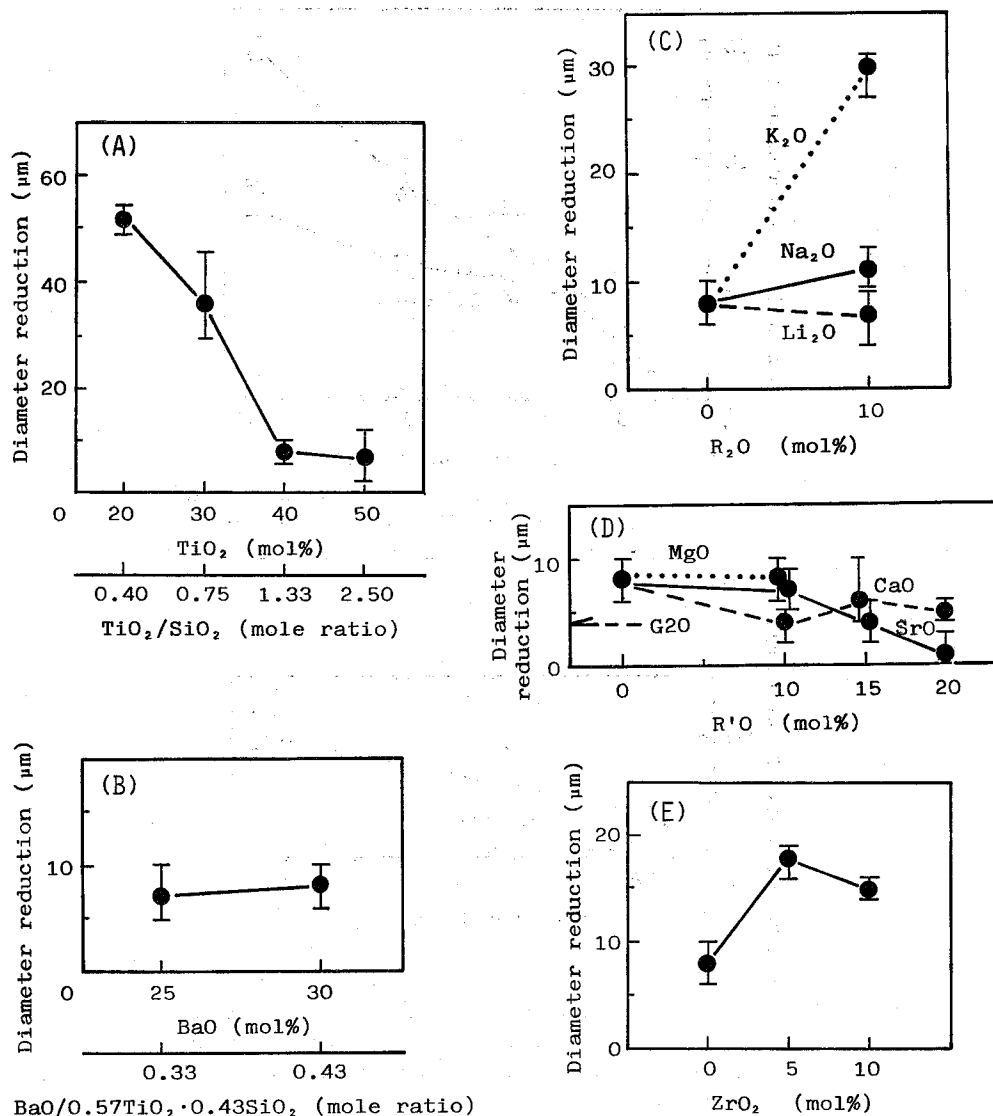 (A)
Diameter reduction (μm)
60
40
20
0
20 30 40 50
TiO₂ (mol%)
0.40 0.75 1.33 2.50
TiO₂/SiO₂ (mole ratio)
(B)
Diameter reduction (μm)
10
0
25 30
BaO (mol%)
0.33 0.43
BaO/0.57TiO₂·0.43SiO₂ (mole ratio)
(C)
Diameter reduction (μm)
30
20
10
0
K₂O
Na₂O
Li₂O
0 10
R₂O (mol%)
(D)
Diameter
reduction (μm)
10
0
MgO
CaO
G2O
SrO
0 10 15 20
R'O (mol%)
(E)
Diameter reduction (μm)
20
10
0
0 5 10
ZrO₂ (mol%)